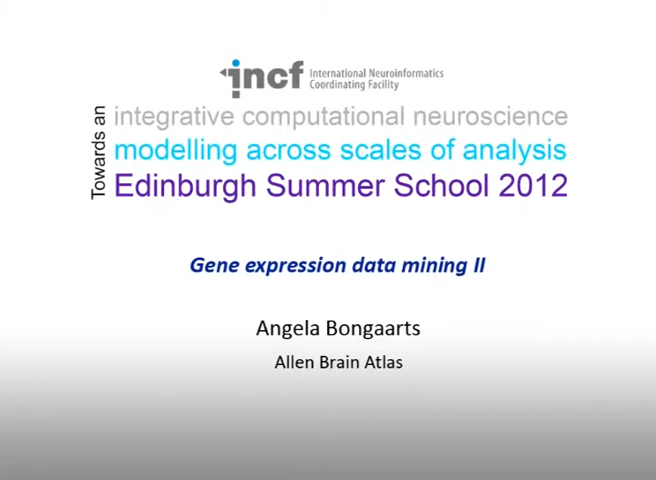 incf International Neuroinformatics
Coordinating Facility
Towards an
integrative computational neuroscience
modelling across scales of analysis
Edinburgh Summer School 2012
Gene expression data mining II
Angela Bongaarts
Allen Brain Atlas